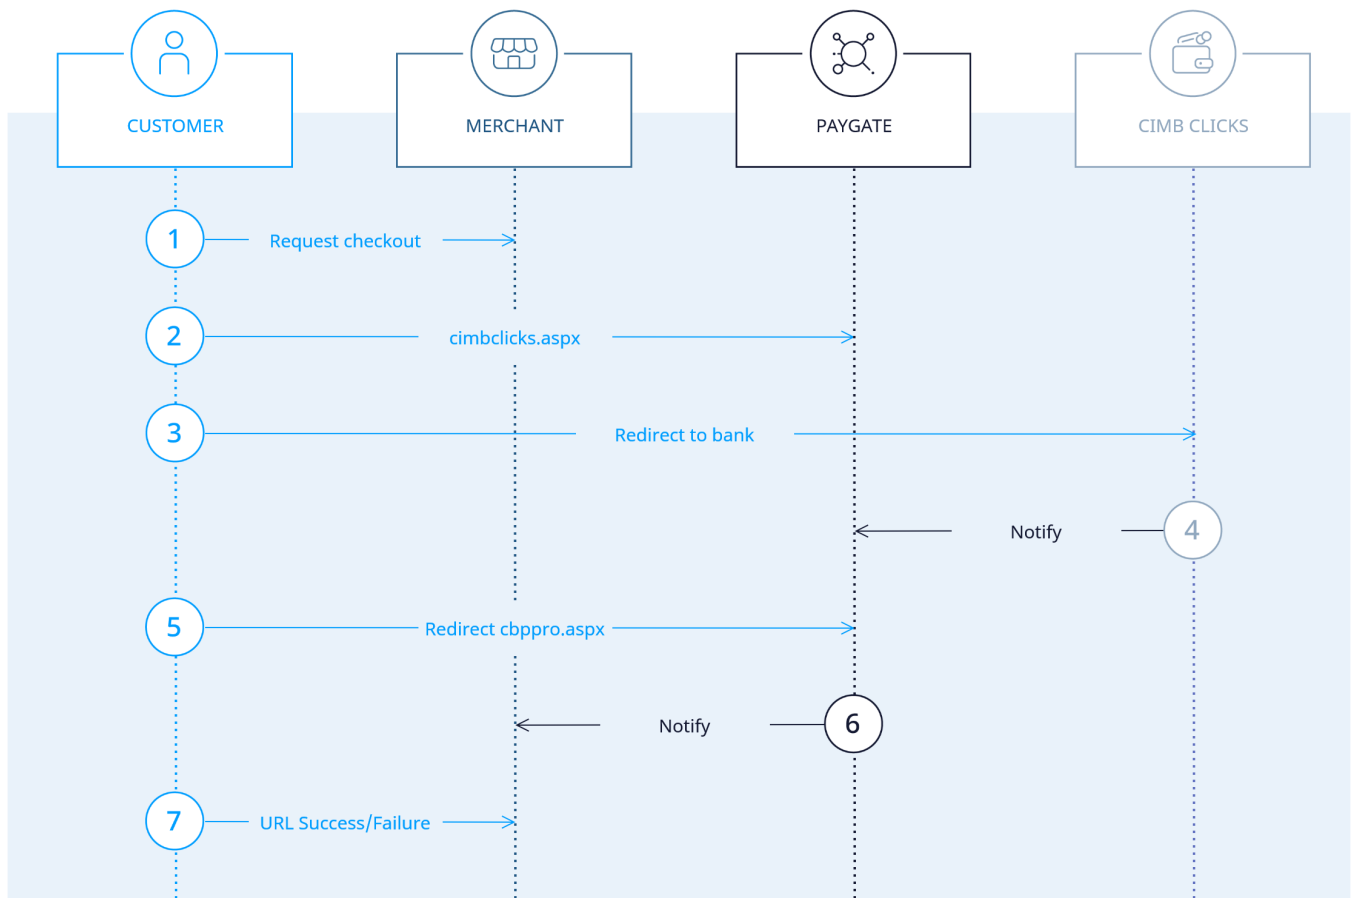 CUSTOMER
MERCHANT
PAYGATE
CIMB CLICKS
1
Request checkout
2
cimbclicks.aspx
3
Redirect to bank
Notify
4
5
Redirect cbppro.aspx
Notify
6
7
URL Success/Failure